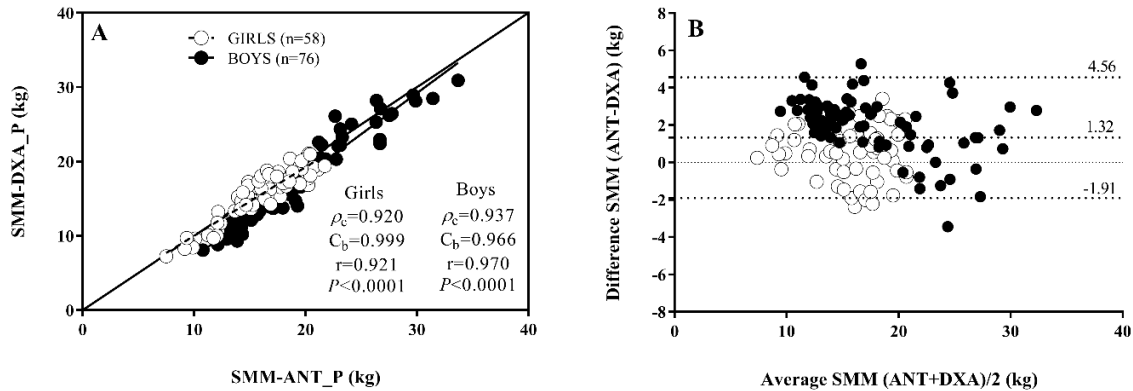 A
GIRLS (n=58)
BOYS (n=76)
SMM-DXA_P (kg)
40
30
20
10
0
Girls
ρc=0.920
Cb=0.999
r=0.921
P<0.0001
Boys
ρc=0.937
Cb=0.966
r=0.970
P<0.0001
0
10
20
30
40
SMM-ANT_P (kg)
B
Difference SMM (ANT-DXA) (kg)
8
6
4
2
0
-2
-4
-6
-8
4.56
1.32
-1.91
0
10
20
30
40
Average SMM (ANT+DXA)/2 (kg)